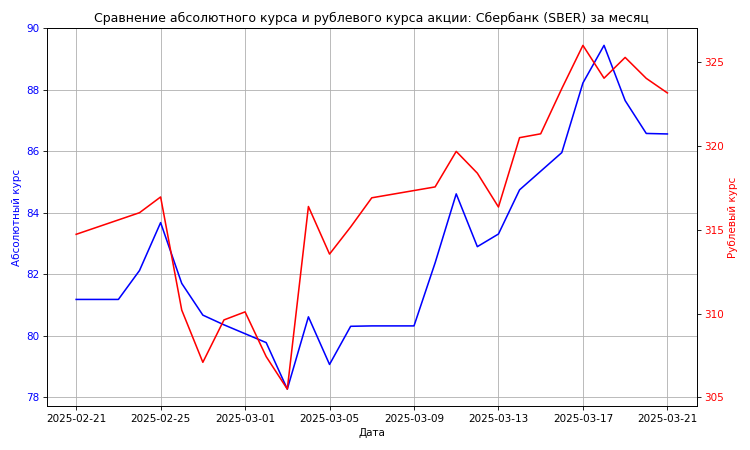 Сравнение абсолютного курса и рублевого курса акции: Сбербанк (SBER) за месяц
90
88
86
84
82
80
78
Абсолютный курс
325
320
315
310
305
Рублевый курс
2025-02-21 2025-02-25 2025-03-01 2025-03-05 2025-03-09 2025-03-13 2025-03-17 2025-03-21
Дата